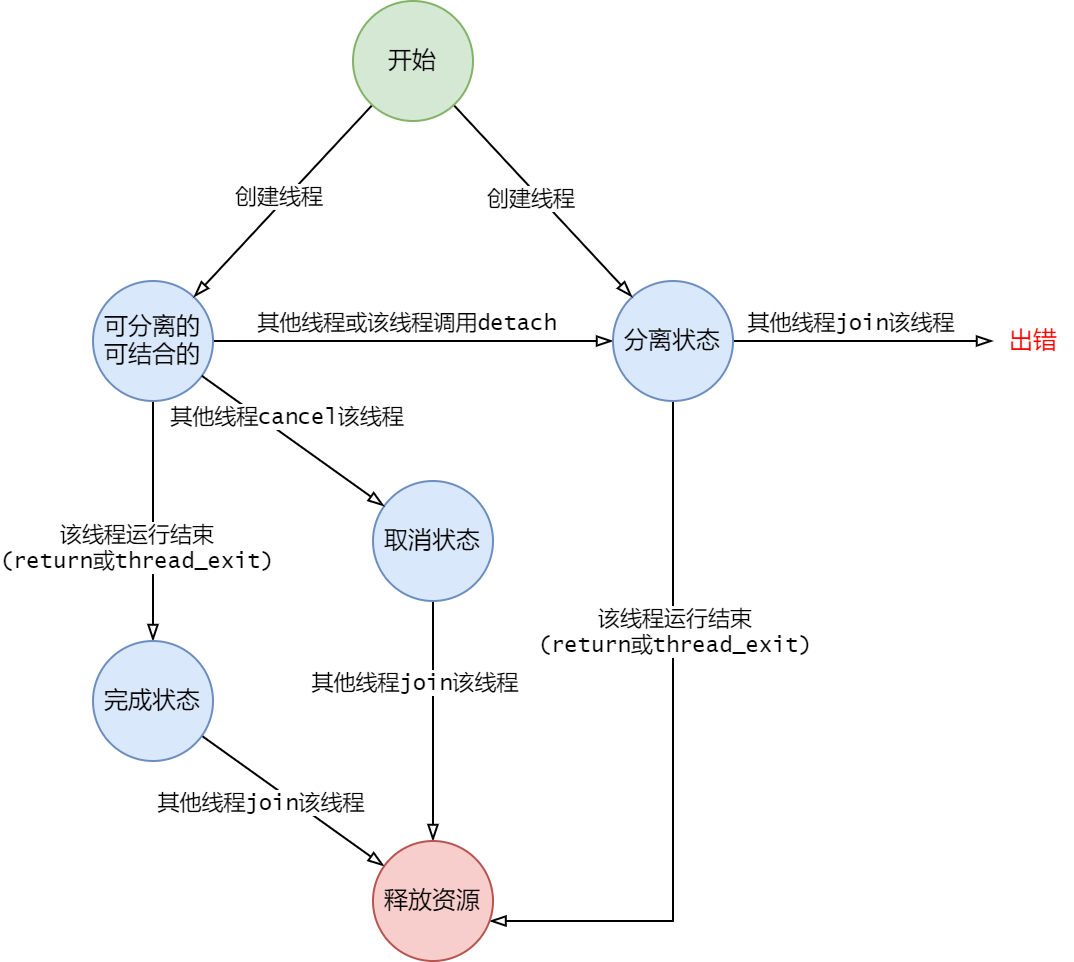 开始
创建线程
创建线程
可分离的
可结合的
其他线程或该线程调用detach
分离状态
其他线程join该线程
出错
其他线程cancel该线程
取消状态
该线程运行结束
(return或thread_exit)
该线程运行结束
(return或thread_exit)
完成状态
其他线程join该线程
其他线程join该线程
释放资源